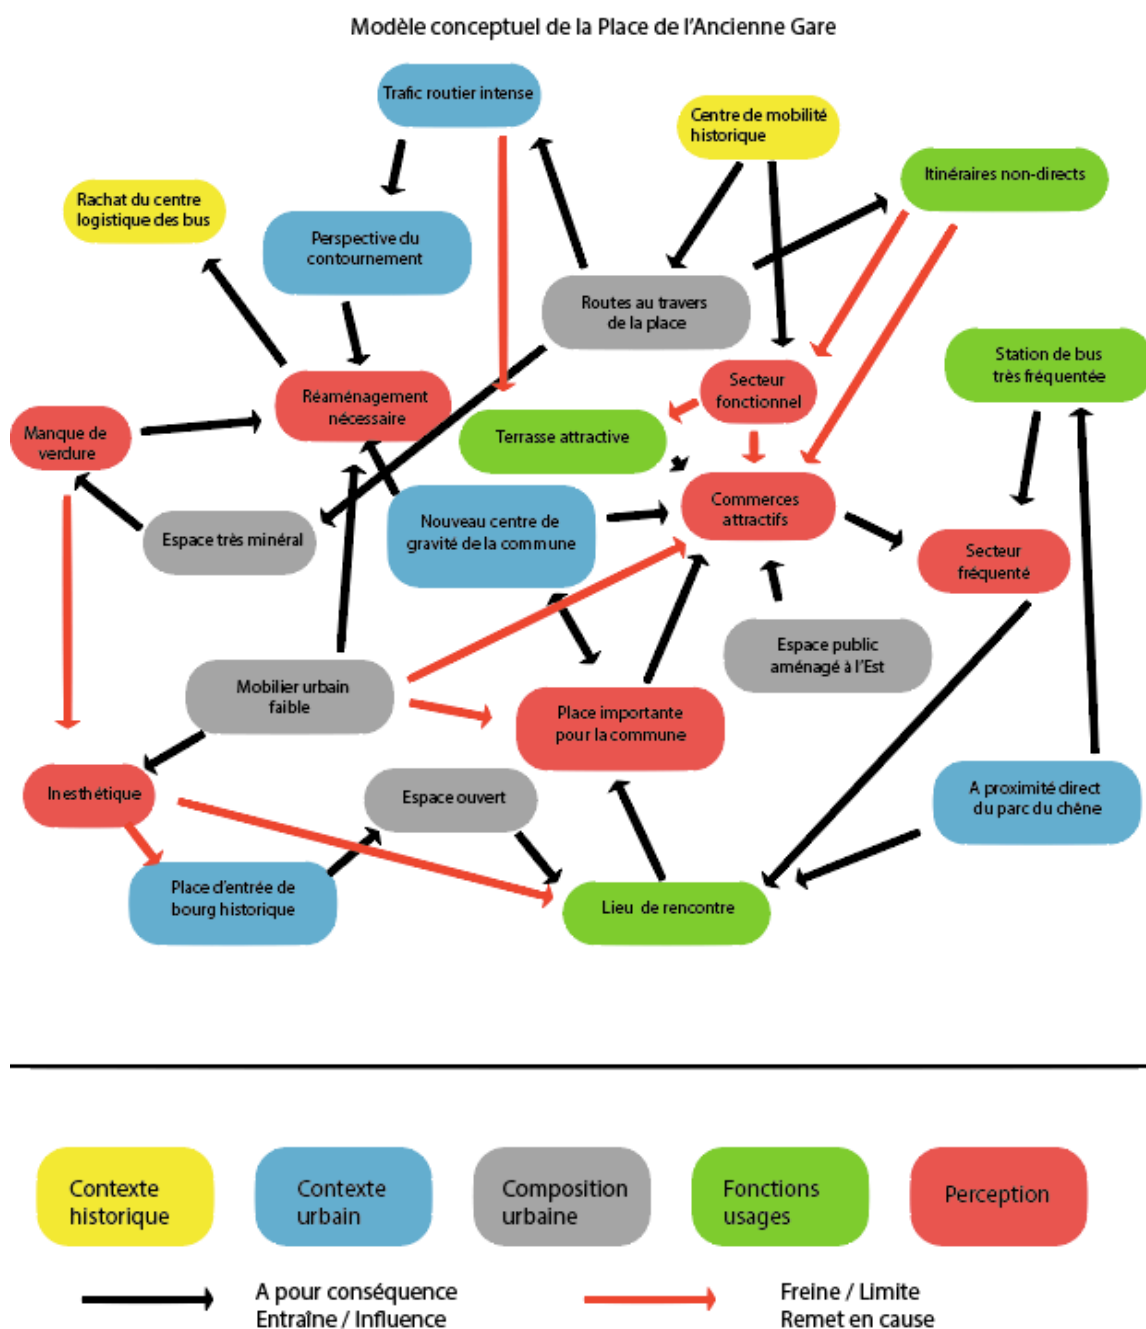 Modèle conceptuel de la Place de l'Ancienne Gare
Trafic routier intense
Centre de mobilité
historique
Itinéraires non-directs
Rachat du centre
logistique des bus
Perspective du
contournement
Routes au travers
de la place
Station de bus
très fréquentée
Secteur
fonctionnel
Réaménagement
nécessaire
Manque de
verdure
Terrasse attractive
Commerces
attractifs
Nouveau centre de
gravité de la commune
Espace très minéral
Secteur
fréquenté
Espace public
aménagé à l'Est
Mobilier urbain
faible
Place importante
pour la commune
Inesthétique
Espace ouvert
A proximité direct
du parc du chêne
Place d'entrée de
bourg historique
Lieu de rencontre
Contexte
historique
Contexte
urbain
Composition
urbaine
Fonctions
usages
Perception
A pour conséquence
Entraîne / Influence
Freine / Limite
Remet en cause